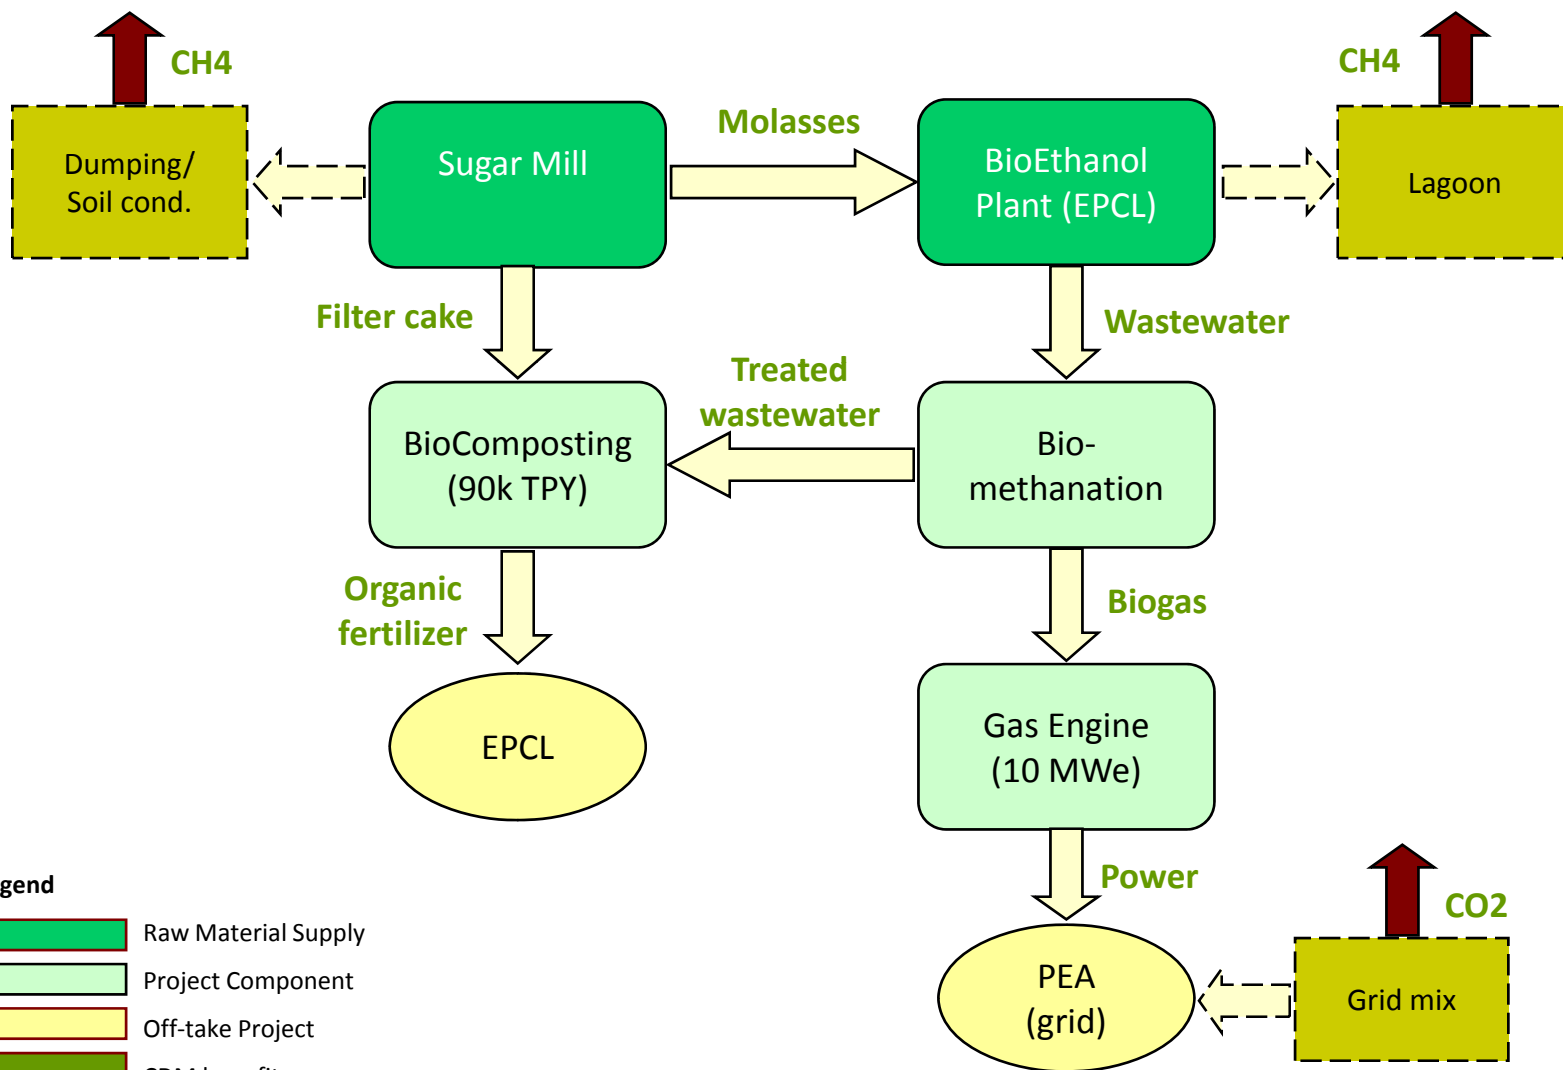 CH4
CH4
Molasses
Sugar Mill
BioEthanol
Plant (EPCL)
Dumping/
Soil cond.
Lagoon
Filter cake
Wastewater
Treated
wastewater
BioComposting
(90k TPY)
Bio-
methanation
Organic
fertilizer
Biogas
EPCL
Gas Engine
(10 MWe)
Power
CO2
PEA
(grid)
Grid mix
gend
Raw Material Supply
Project Component
Off-take Project